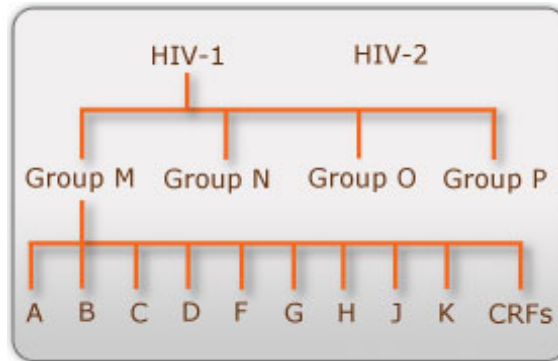 HIV-1 HIV-2
Group M Group N Group O Group P
A B C D F G H J K CRFs